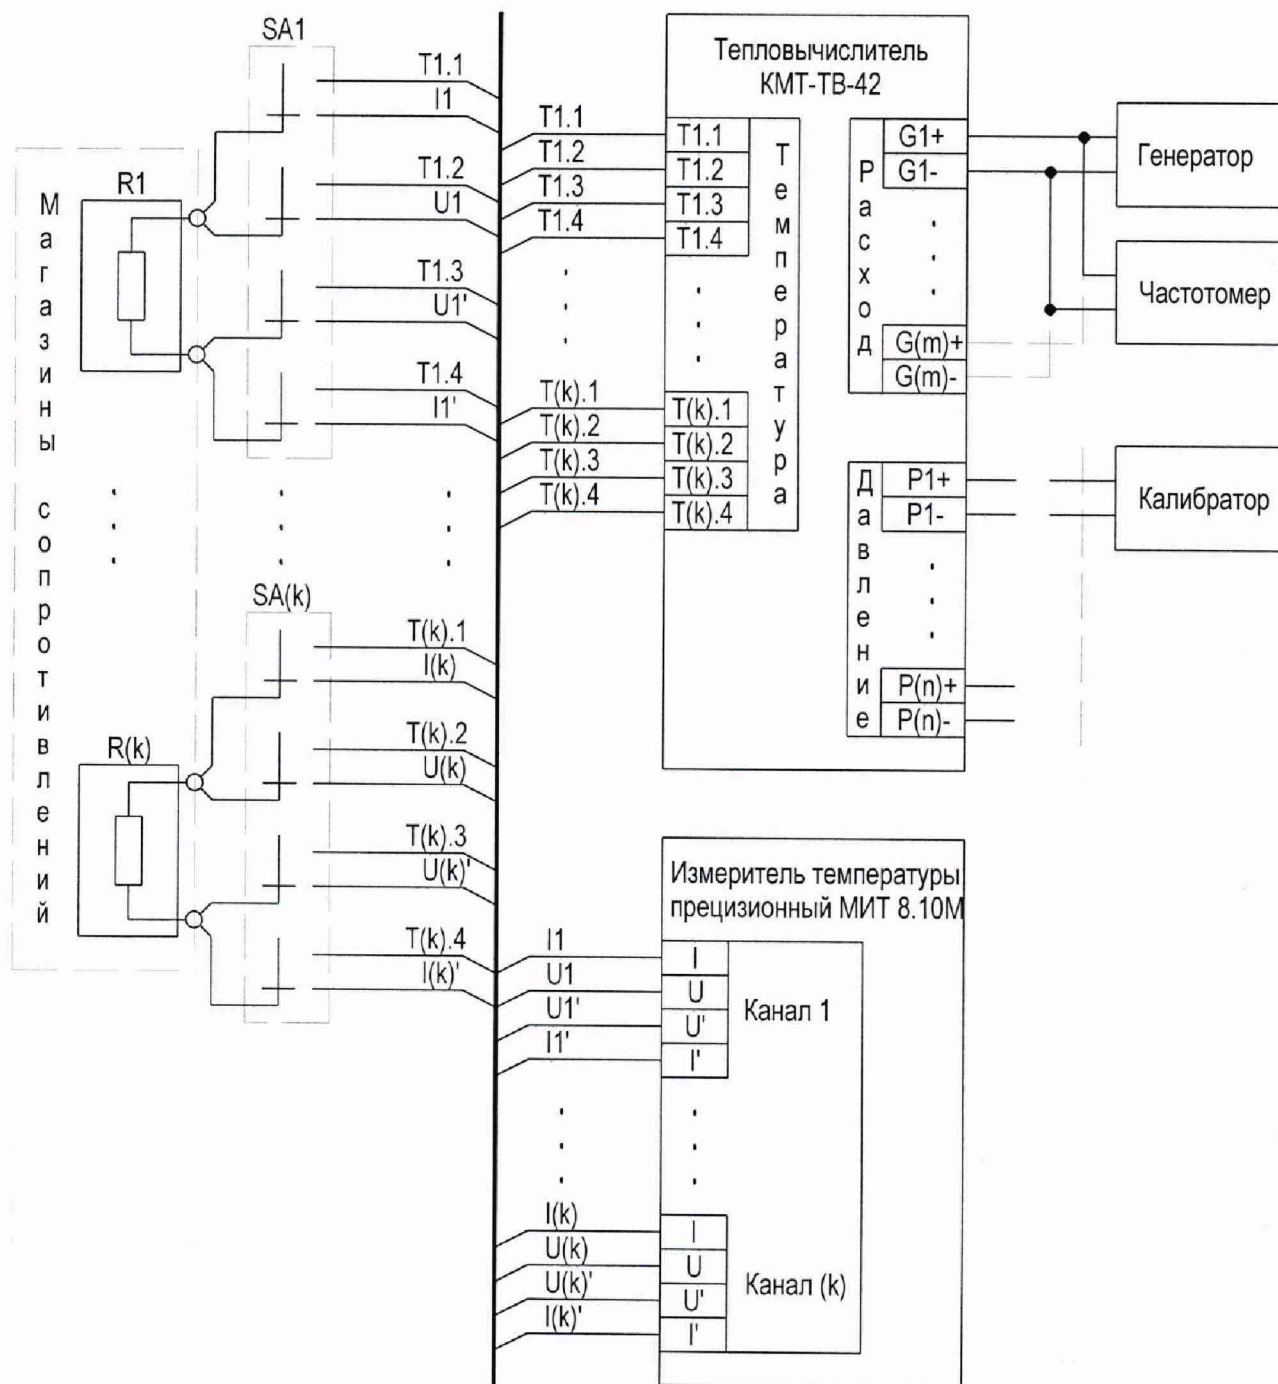 SA1
T1.1
I1
T1.2
U1
T1.3
U1'
T1.4
I1'
Магазины сопротивлений
R1
SA(k)
T(k).1
I(k)
T(k).2
U(k)
T(k).3
U(k)'
T(k).4
I(k)'
R(k)
T1.1
T1.2
T1.3
T1.4
T(k).1
T(k).2
T(k).3
T(k).4
Тепловычислитель
КМТ-ТВ-42
T1.1
T1.2
T1.3
T1.4
T(k).1
T(k).2
T(k).3
T(k).4
Температура
Расход
G1+
G1-
G(m)+
G(m)-
Давление
P1+
P1-
P(n)+
P(n)-
Генератор
Частотомер
Калибратор
I1
U1
U1'
I1'
I(k)
U(k)
U(k)'
I(k)'
Измеритель температуры
прецизионный МИТ 8.10М
I
U
U'
I'
Канал 1
I
U
U'
I'
Канал (k)